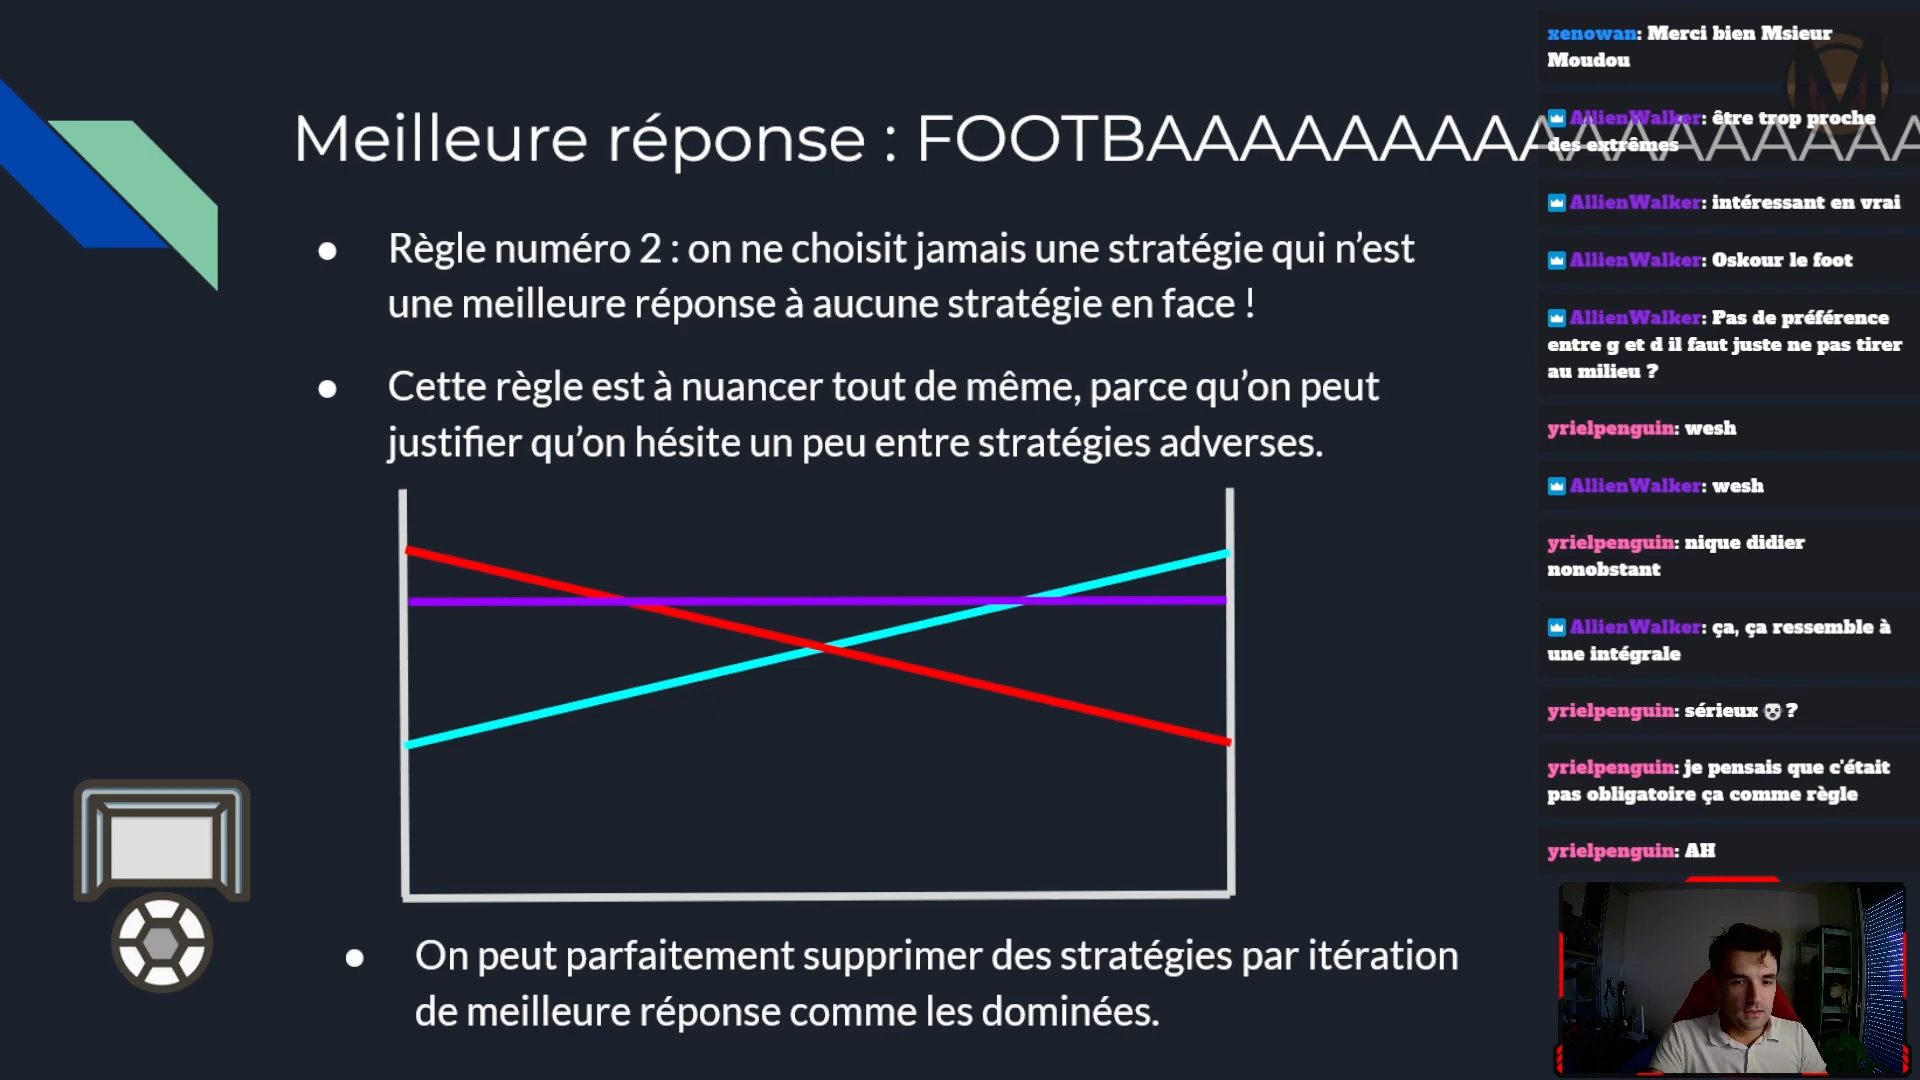 Meilleure réponse : FOOTBAAAAAAAAAAAAAAAAA
● Règle numéro 2 : on ne choisit jamais une stratégie qui n’est
une meilleure réponse à aucune stratégie en face !
● Cette règle est à nuancer tout de même, parce qu’on peut
justifier qu’on hésite un peu entre stratégies adverses.
● On peut parfaitement supprimer des stratégies par itération
de meilleure réponse comme les dominées.
xenowan: Merci bien Msieur
Moudou
AllienWalker: être trop proche
des extrêmes
AllienWalker: intéressant en vrai
AllienWalker: Oskour le foot
AllienWalker: Pas de préférence
entre g et d il faut juste ne pas tirer
au milieu ?
yrielpenguin: wesh
AllienWalker: wesh
yrielpenguin: nique didier
nonobstant
AllienWalker: ça, ça ressemble à
une intégrale
yrielpenguin: sérieux ?
yrielpenguin: je pensais que c'était
pas obligatoire ça comme règle
yrielpenguin: AH
M